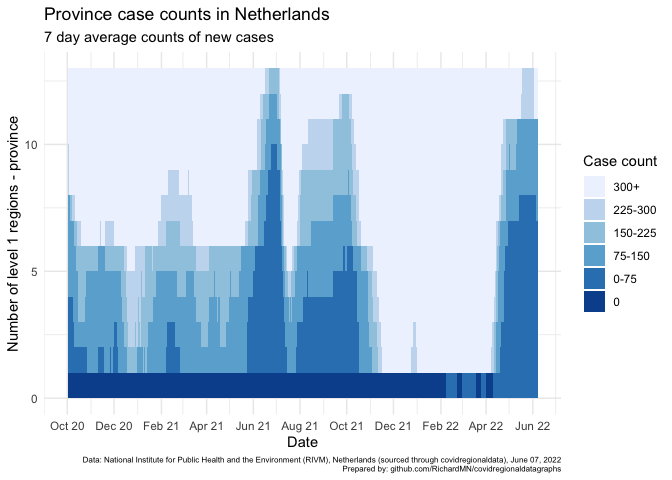 Province case counts in Netherlands
7 day average counts of new cases
Number of level 1 regions - province
10
5
0
Oct 20 Dec 20 Feb 21 Apr 21 Jun 21 Aug 21 Oct 21 Dec 21 Feb 22 Apr 22 Jun 22
Date
Case count
300+
225-300
150-225
75-150
0-75
0
Data: National Institute for Public Health and the Environment (RIVM), Netherlands (sourced through covidregionaldata), June 07, 2022
Prepared by: github.com/RichardMN/covidregionaldatagraphs